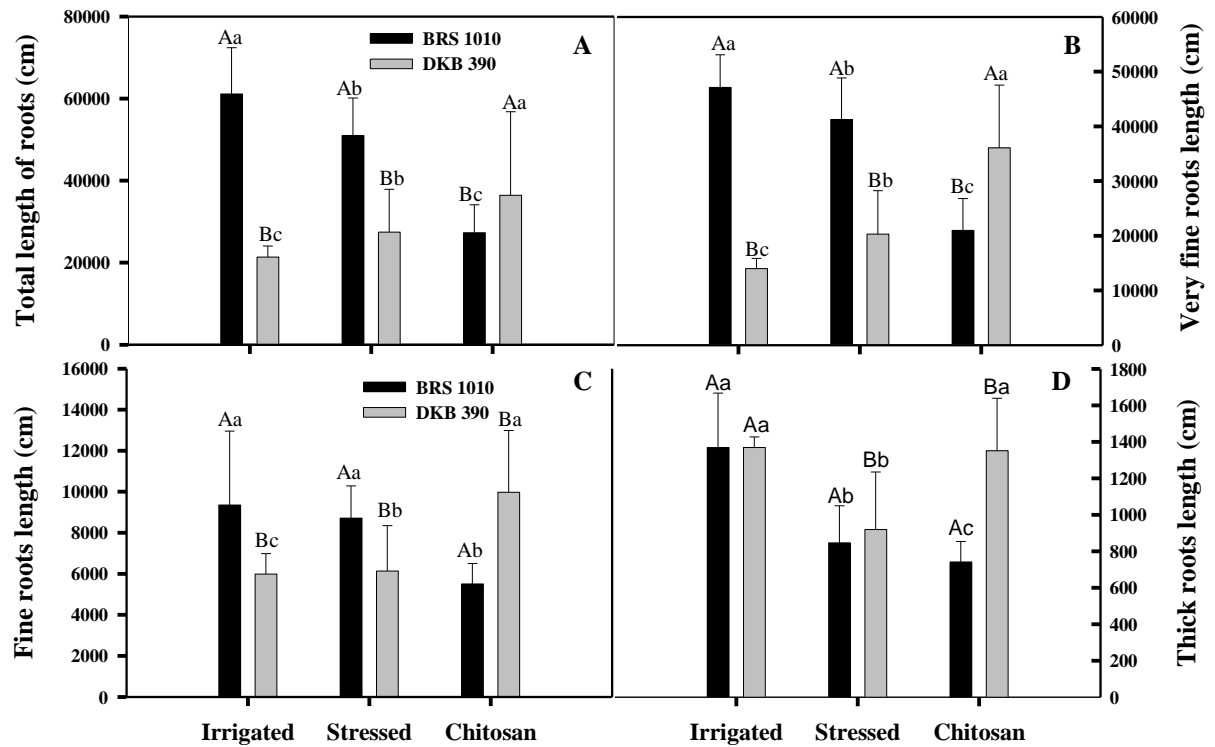 Total length of roots (cm)
80000
60000
40000
20000
0
BRS 1010
DKB 390
A
Aa
Bc
Ab
Bb
Bc
Aa
Very fine roots length (cm)
60000
50000
40000
30000
20000
10000
0
B
Aa
Bc
Ab
Bb
Bc
Aa
Fine roots length (cm)
16000
14000
12000
10000
8000
6000
4000
2000
0
BRS 1010
DKB 390
C
Aa
Bc
Aa
Bb
Ab
Ba
Irrigated Stressed Chitosan
Thick roots length (cm)
1800
1600
1400
1200
1000
800
600
400
200
0
D
Aa
Aa
Ab
Bb
Ac
Ba
Irrigated Stressed Chitosan